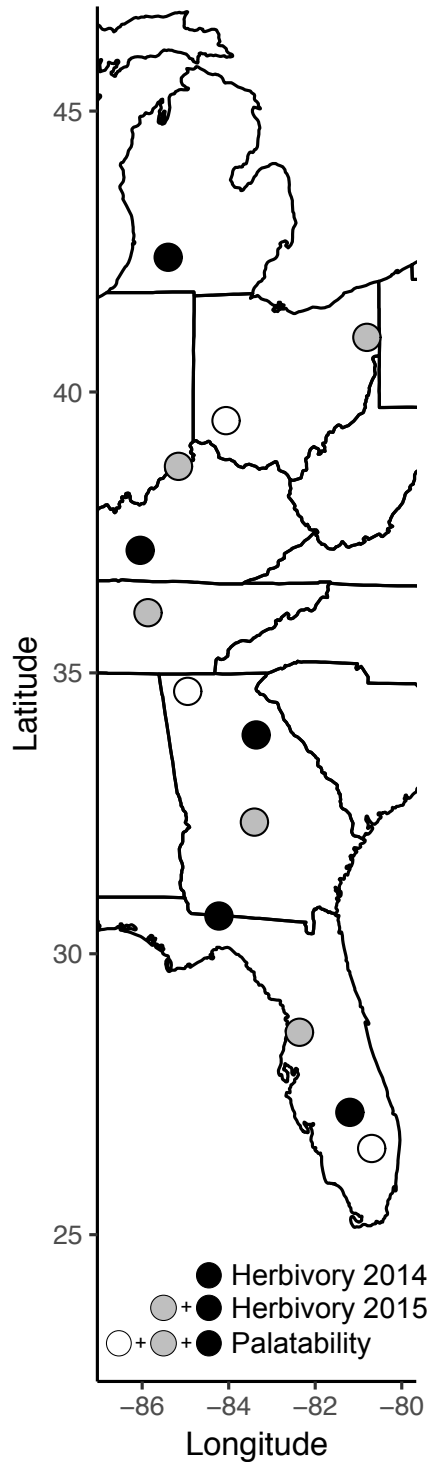 45
40
35
30
25
Latitude
Herbivory 2014
+ Herbivory 2015
+ + Palatability
−86 −84 −82 −80
Longitude